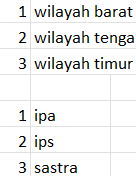 1 wilayah barat
2 wilayah tenga
3 wilayah timur
1 ipa
2 ips
3 sastra